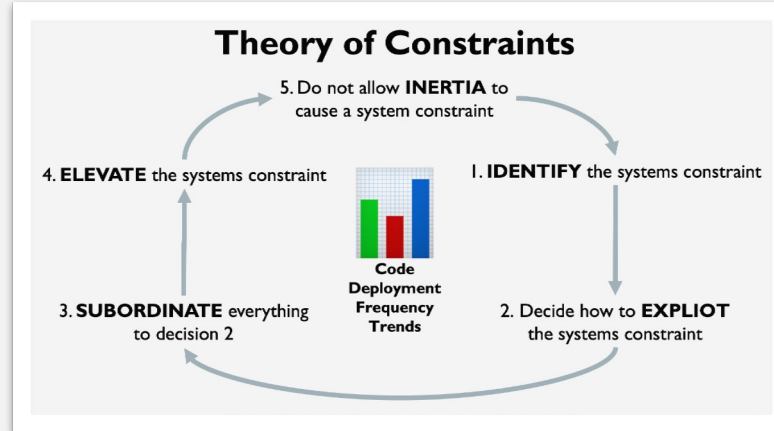 Theory of Constraints
5. Do not allow INERTIA to
cause a system constraint
1. IDENTIFY the systems constraint
2. Decide how to EXPLIOT
the systems constraint
3. SUBORDINATE everything
to decision 2
4. ELEVATE the systems constraint
Code
Deployment
Frequency
Trends